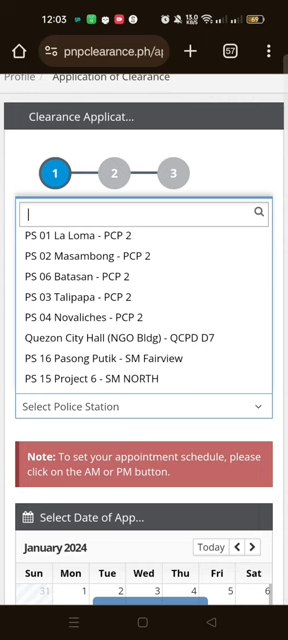 12:03
13.0
KB/S
69
pnpclearance.ph/a
57
Profile / Application of Clearance
Clearance Applicat...
1 2 3
PS 01 La Loma - PCP 2
PS 02 Masambong - PCP 2
PS 06 Batasan - PCP 2
PS 03 Talipapa - PCP 2
PS 04 Novaliches - PCP 2
Quezon City Hall (NGO Bldg) - QCPD D7
PS 16 Pasong Putik - SM Fairview
PS 15 Project 6 - SM NORTH
Select Police Station
Note: To set your appointment schedule, please
click on the AM or PM button.
Select Date of App...
January 2024 Today
Sun Mon Tue Wed Thu Fri Sat
31 1 2 3 4 5 6